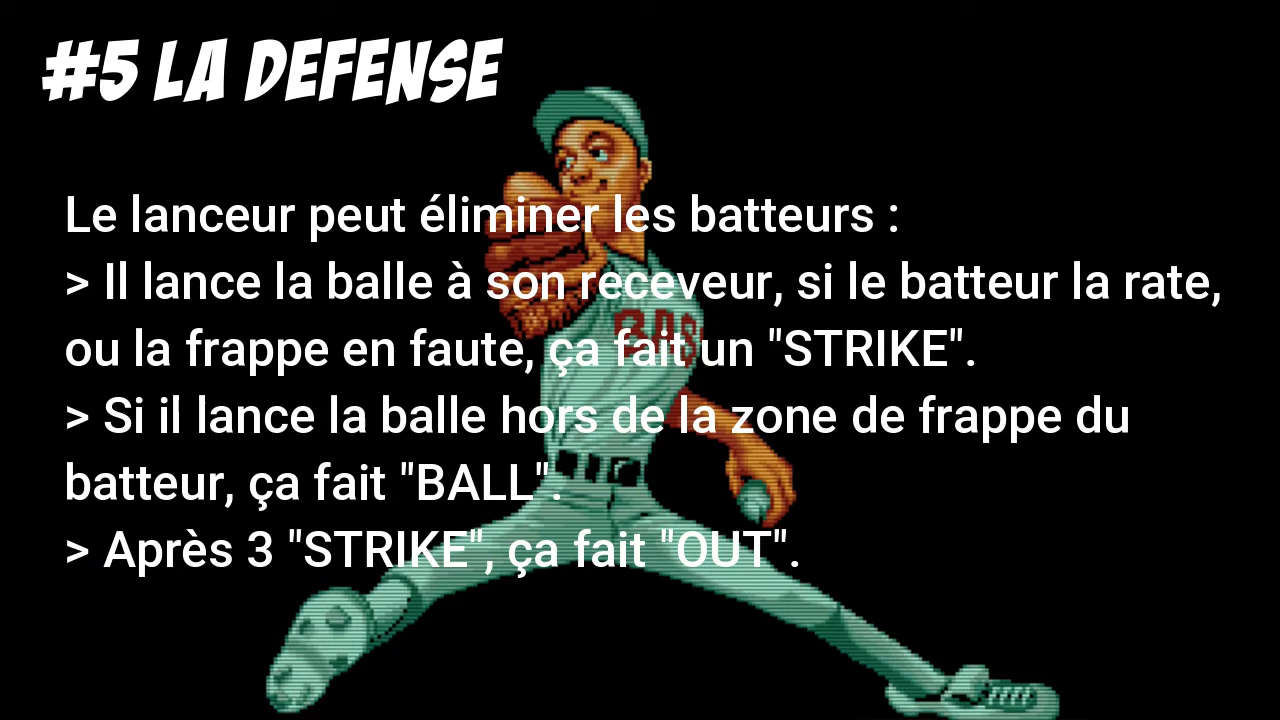 #5 LA DEFENSE
Le lanceur peut éliminer les batteurs :
> Il lance la balle à son receveur, si le batteur la rate,
ou la frappe en faute, ça fait un "STRIKE".
> Si il lance la balle hors de la zone de frappe du
batteur, ça fait "BALL".
> Après 3 "STRIKE", ça fait "OUT".